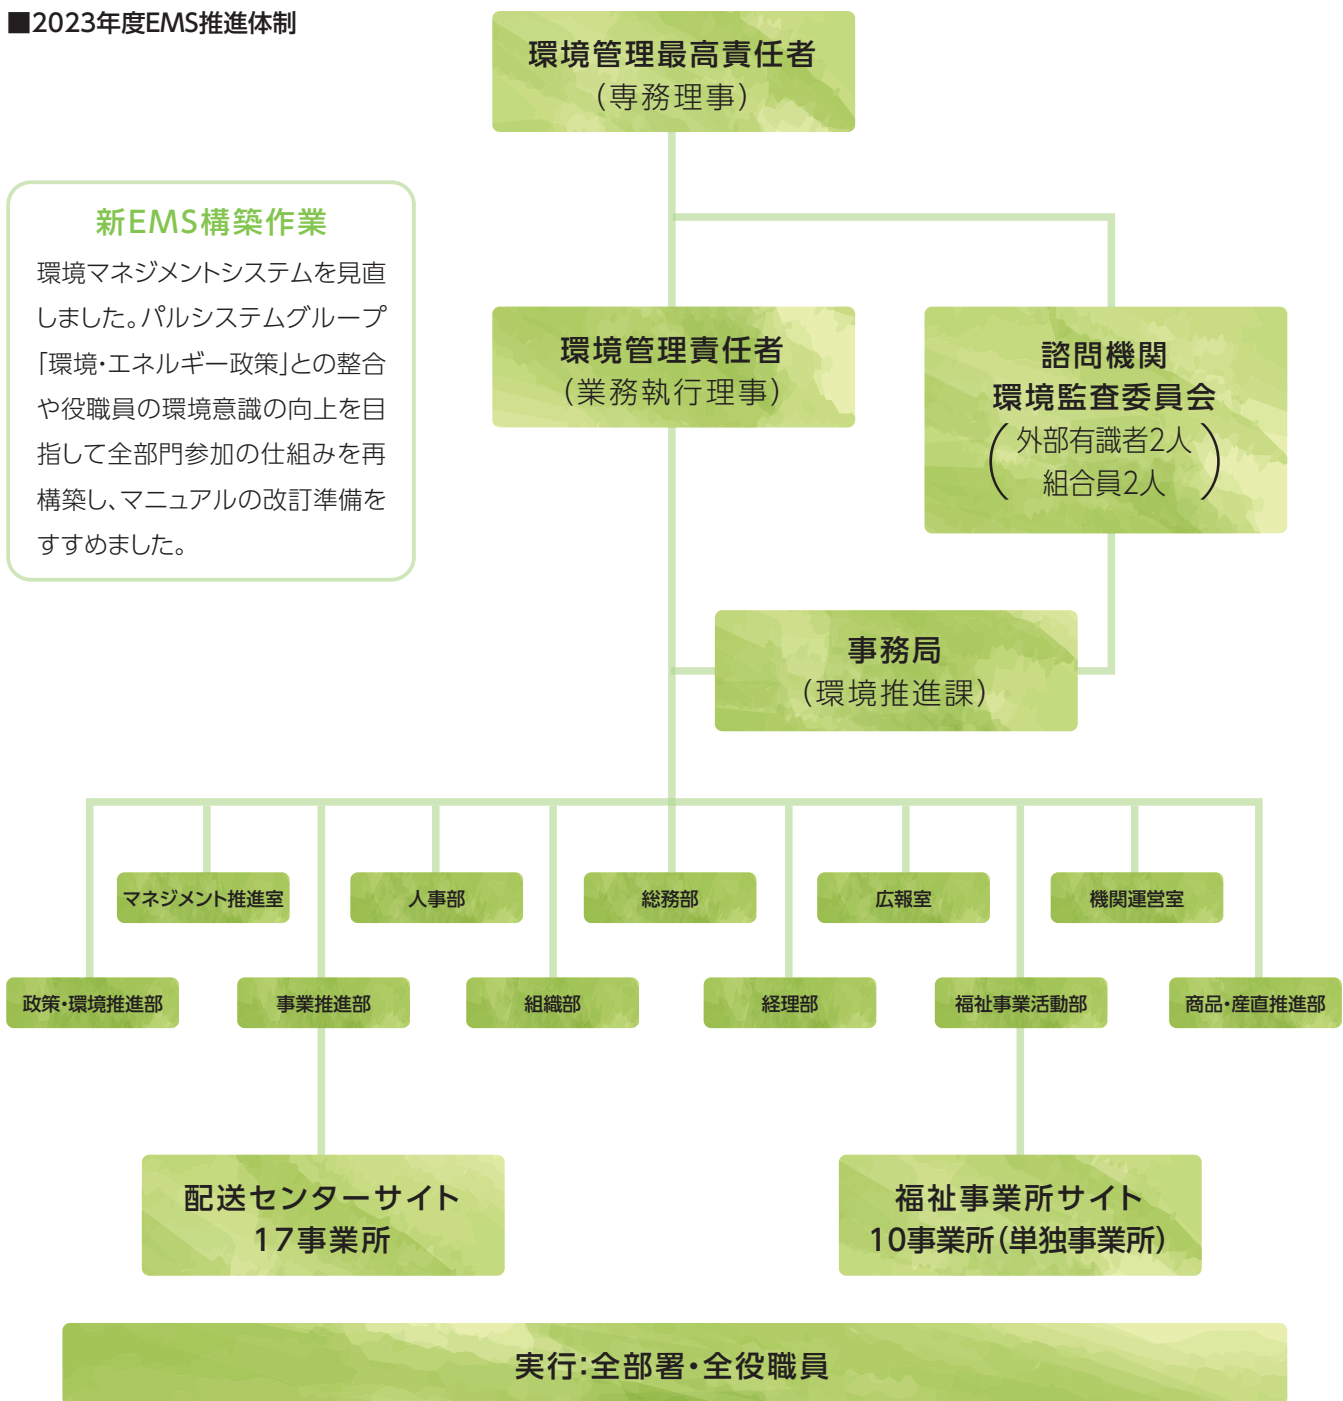 ■2023年度EMS推進体制
環境管理最高責任者
（専務理事）
新EMS構築作業
環境マネジメントシステムを見直
しました。パルシステムグループ
「環境・エネルギー政策」との整合
や役職員の環境意識の向上を目
指して全部門参加の仕組みを再
構築し、マニュアルの改訂準備を
すすめました。
環境管理責任者
（業務執行理事）
諮問機関
環境監査委員会
（外部有識者2人
組合員2人）
事務局
（環境推進課）
マネジメント推進室
人事部
総務部
広報室
機関運営室
政策・環境推進部
事業推進部
組織部
経理部
福祉事業活動部
商品・産直推進部
配送センターサイト
17事業所
福祉事業所サイト
10事業所（単独事業所）
実行：全部署・全役職員